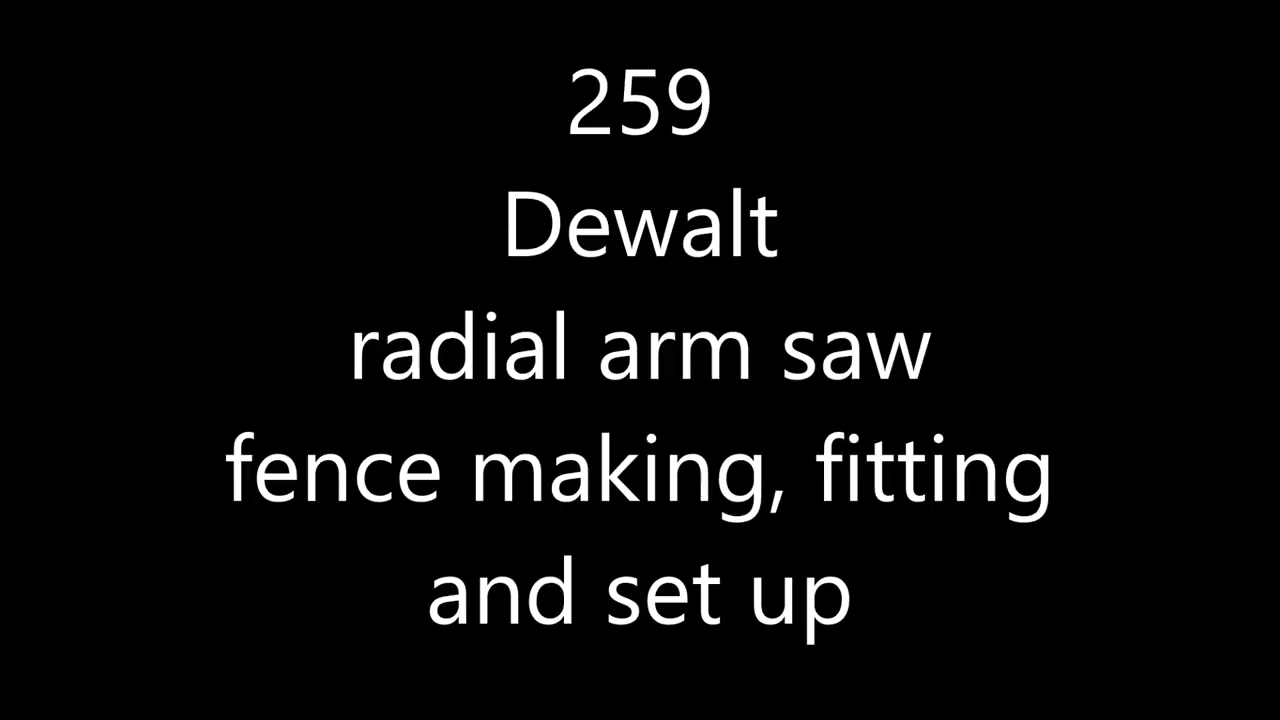 259
Dewalt
radial arm saw
fence making, fitting
and set up